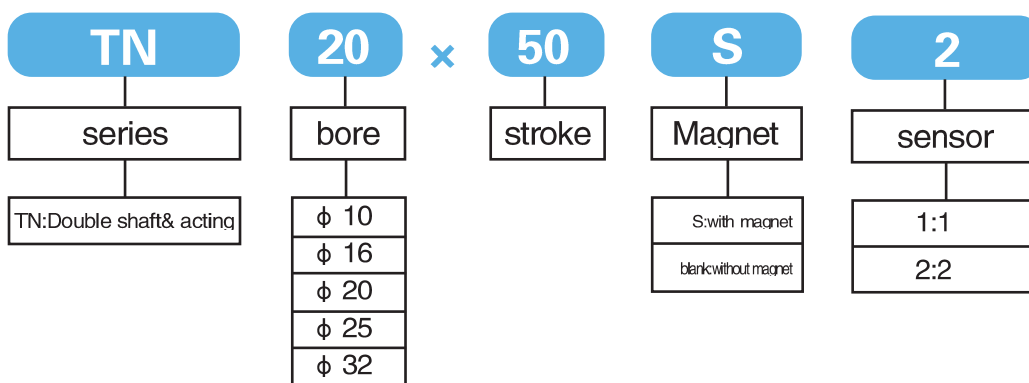 TN 20 × 50 S 2
series bore stroke Magnet sensor
TN:Double shaft& acting
ф 10
ф 16
ф 20
ф 25
ф 32
S:with magnet
blank:without magnet
1:1
2:2